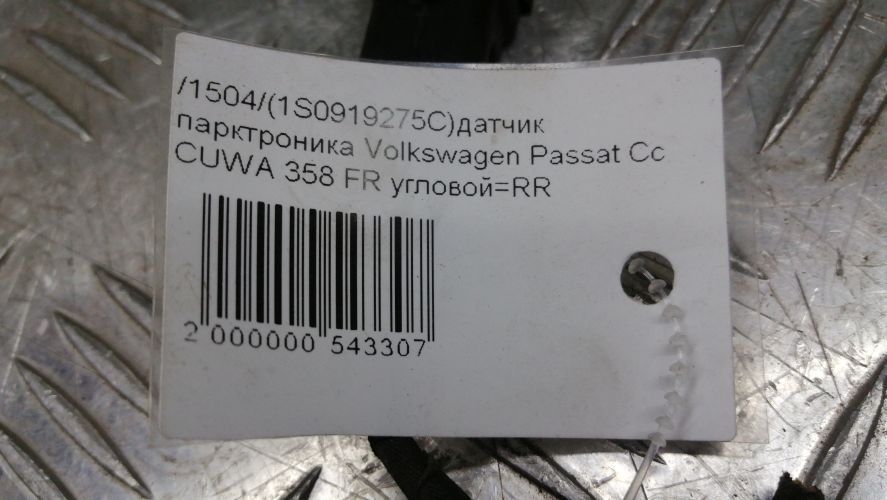 /1504/(1S0919275C)датчик
парктроника Volkswagen Passat Cc
CUWA 358 FR угловой=RR
2 000000 543307